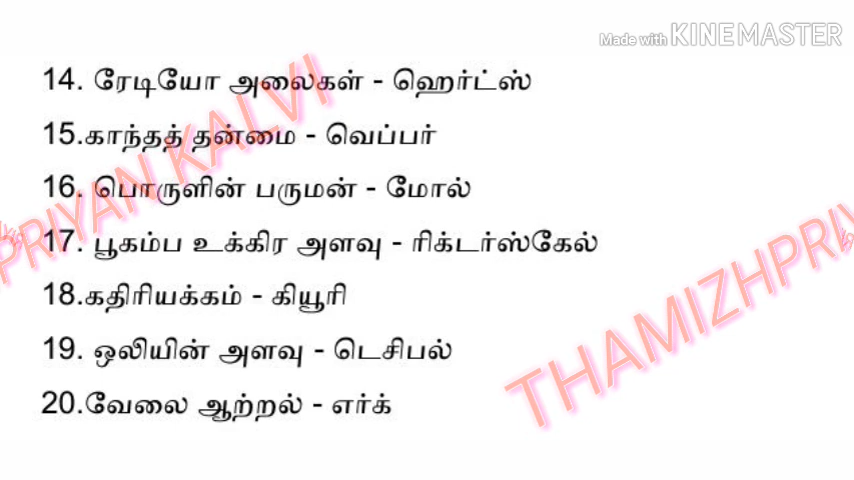 Made with KINEMASTER
14. ரேடியோ அலைகள் - ஹெர்ட்ஸ்
15.காந்தத் தன்மை - வெப்பர்
16. பொருளின் பருமன் - மோல்
17. பூகம்ப உக்கிர அளவு - ரிக்டர்ஸ்கேல்
18.கதிரியக்கம் - கியூரி
19. ஒலியின் அளவு - டெசிபல்
20.வேலை ஆற்றல் - எர்க்
PRIYAN KALVI
THAMIZHPRIY